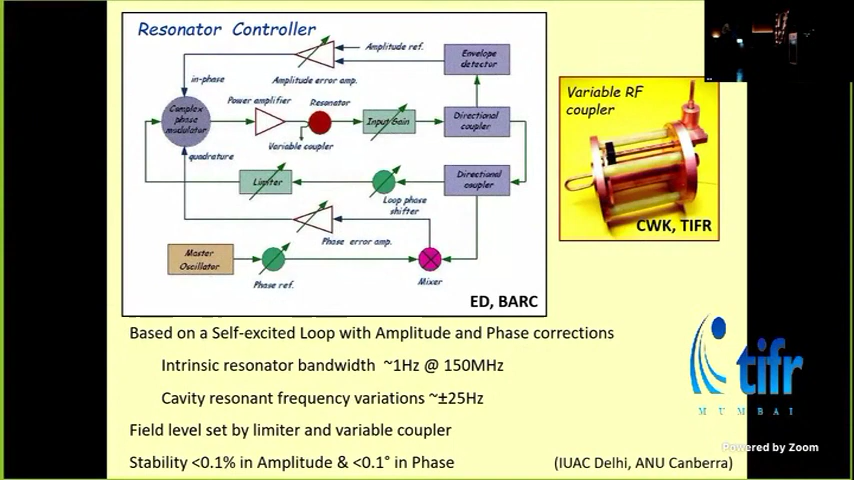 Resonator Controller
Amplitude ref.
Envelope
detector
in-phase
Amplitude error amp.
Power amplifier
Resonator
Complex
phase
modulator
Input Gain
Directional
coupler
Variable coupler
quadrature
Limiter
Directional
coupler
Loop phase
shifter
Phase error amp.
Master
Oscillator
Phase ref.
Mixer
ED, BARC
Variable RF
coupler
CWK, TIFR
Based on a Self-excited Loop with Amplitude and Phase corrections
Intrinsic resonator bandwidth ~1Hz @ 150MHz
Cavity resonant frequency variations ~±25Hz
Field level set by limiter and variable coupler
Stability <0.1% in Amplitude & <0.1° in Phase
(IUAC Delhi, ANU Canberra)
tifr
MUMBAI
Powered by Zoom